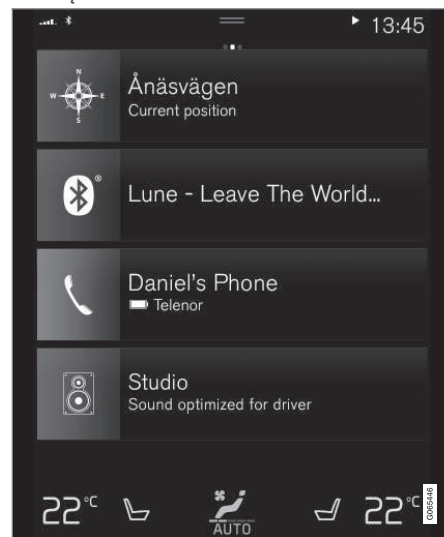 13:45
N
W
E
S
Ånäsvägen
Current position
Lune - Leave The World...
Daniel's Phone
Telenor
Studio
Sound optimized for driver
22°C
AUTO
22°C
G065446